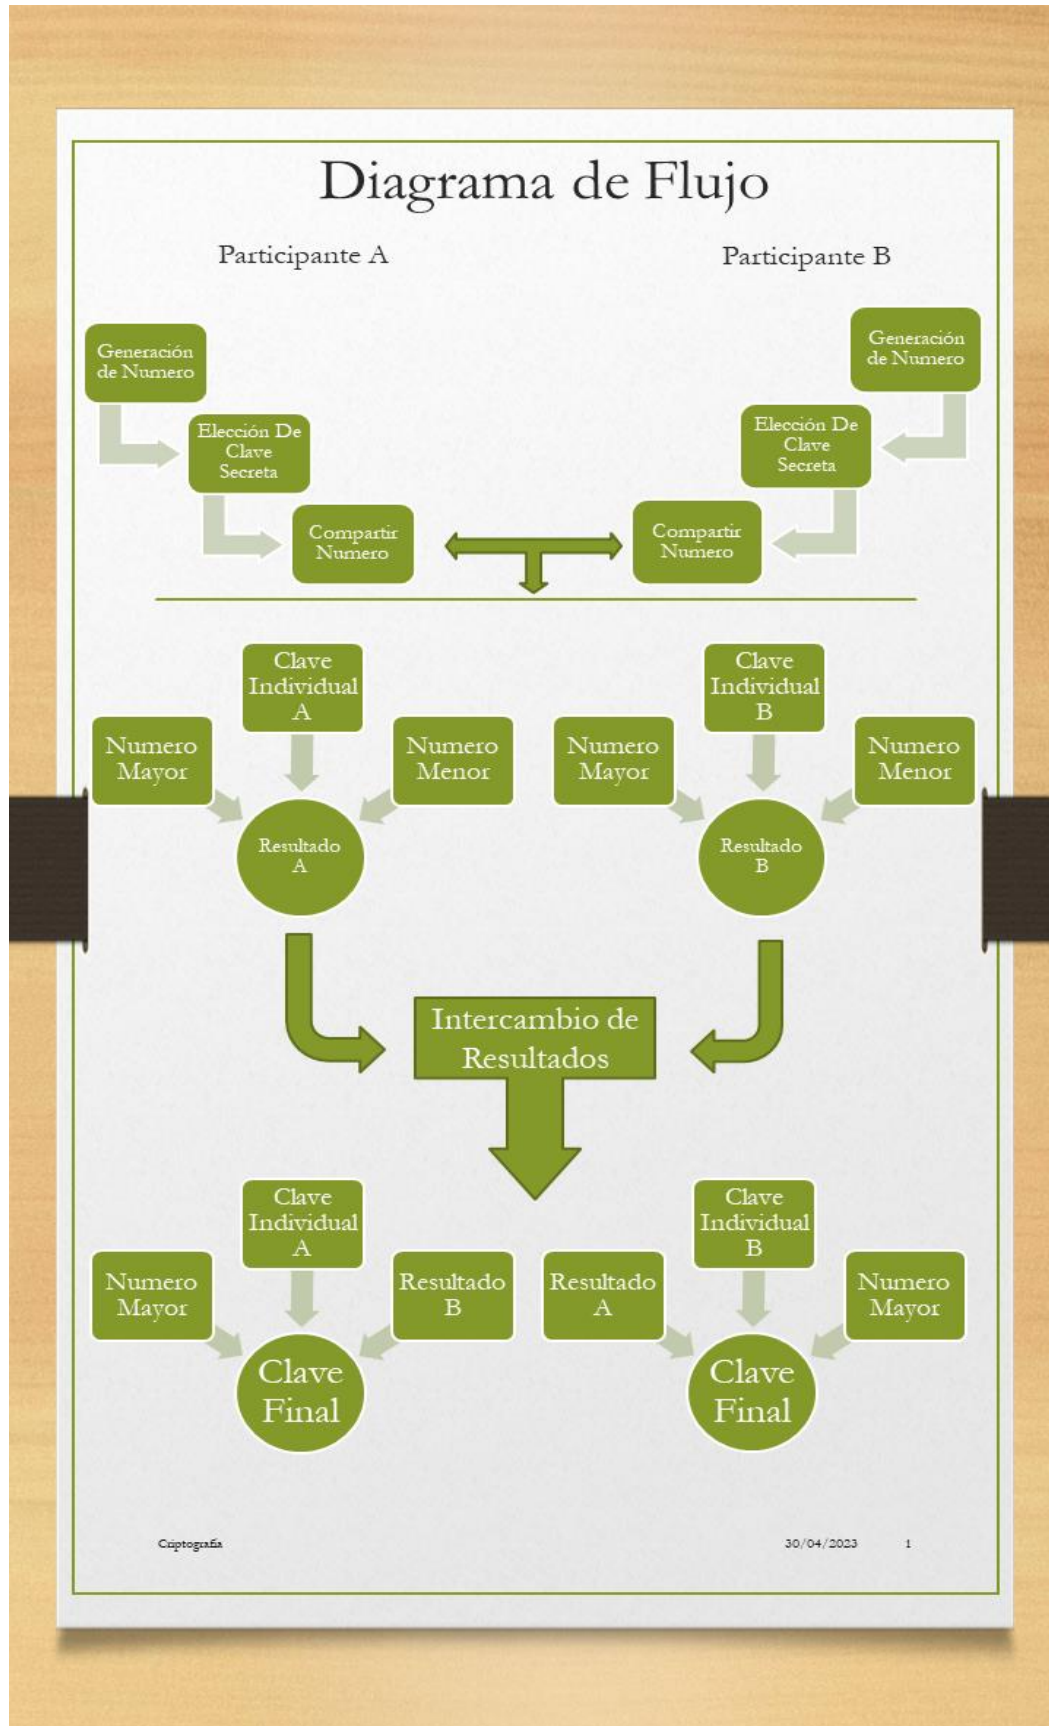 Diagrama de Flujo
Participante A
Participante B
Generación
de Numero
Elección De
Clave
Secreta
Compartir
Numero
Generación
de Numero
Elección De
Clave
Secreta
Compartir
Numero
Clave
Individual
A
Numero
Mayor
Numero
Menor
Resultado
A
Clave
Individual
B
Numero
Mayor
Numero
Menor
Resultado
B
Intercambio de
Resultados
Clave
Individual
A
Numero
Mayor
Resultado
B
Clave
Final
Clave
Individual
B
Resultado
A
Numero
Mayor
Clave
Final
Criptografia
30/04/2023
1